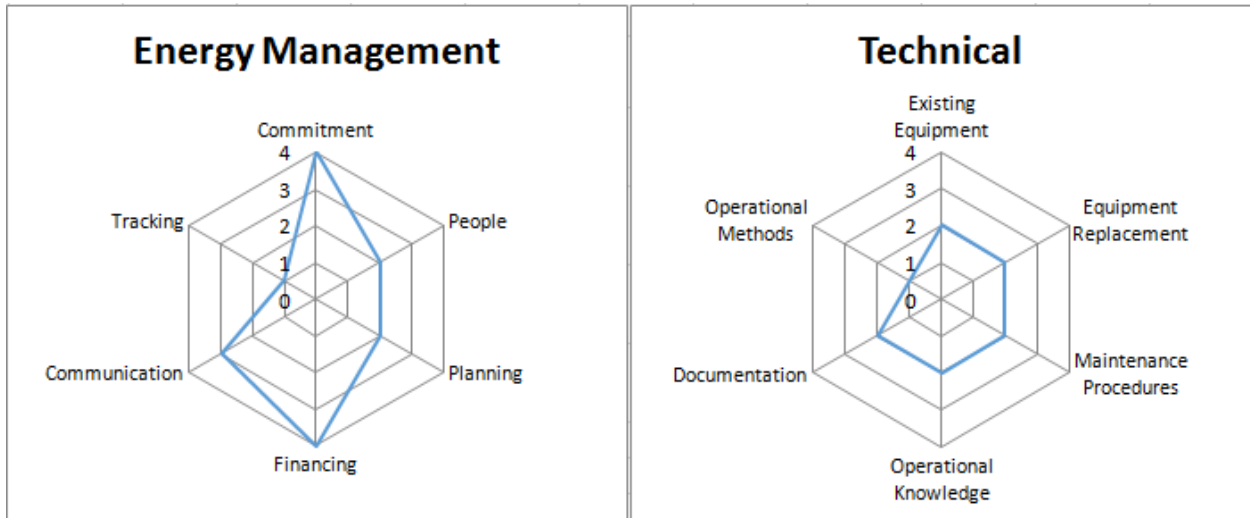 Energy Management
Commitment
4
3
2
1
0
People
Planning
Financing
Communication
Tracking
Technical
Existing
Equipment
4
3
2
1
0
Equipment
Replacement
Maintenance
Procedures
Operational
Knowledge
Documentation
Operational
Methods